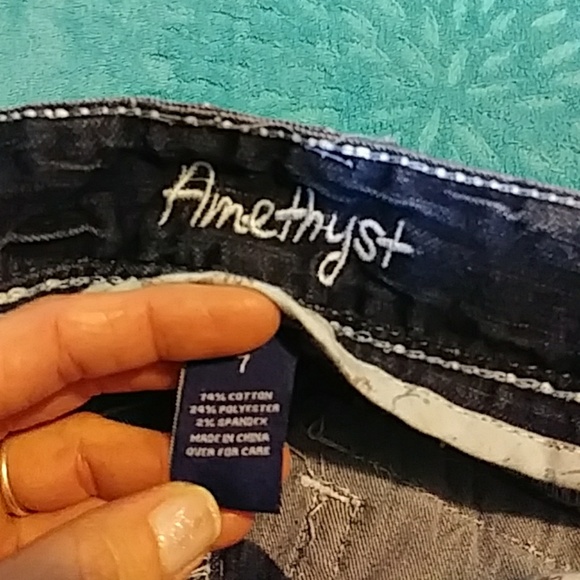 Amethyst
7
74% COTTON
24% POLYESTER
2% SPANDEX
MADE IN CHINA
OVER FOR CARE